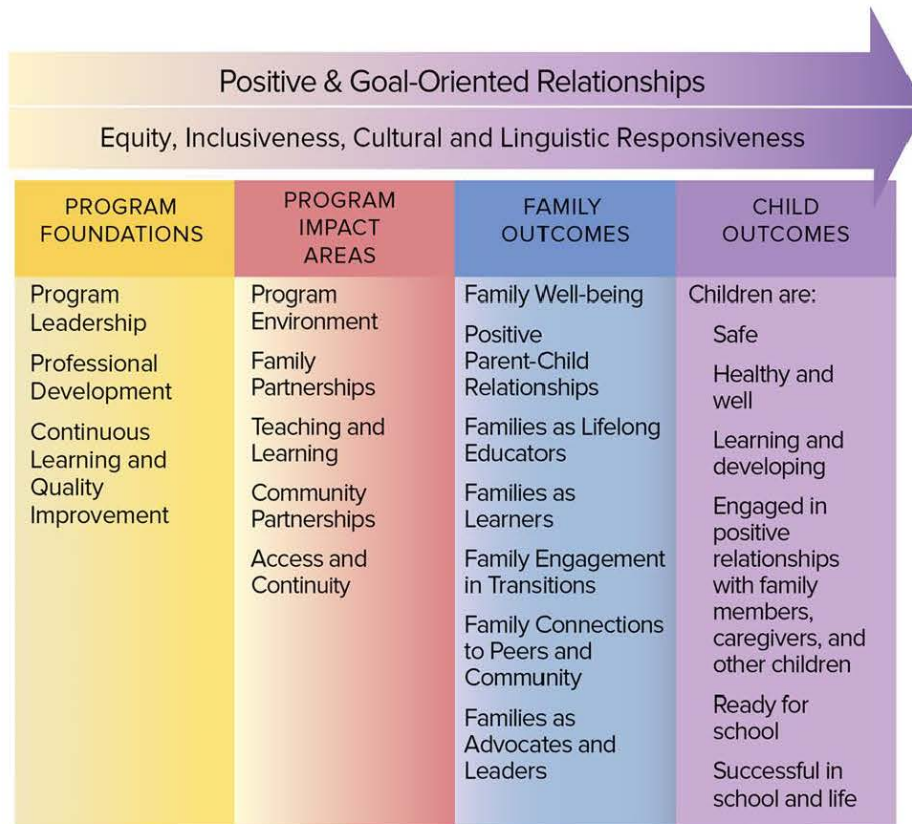 Positive & Goal-Oriented Relationships
Equity, Inclusiveness, Cultural and Linguistic Responsiveness
PROGRAM
FOUNDATIONS
Program
Leadership
Professional
Development
Continuous
Learning and
Quality
Improvement
PROGRAM
IMPACT
AREAS
Program
Environment
Family
Partnerships
Teaching and
Learning
Community
Partnerships
Access and
Continuity
FAMILY
OUTCOMES
Family Well-being
Positive
Parent-Child
Relationships
Families as Lifelong
Educators
Families as
Learners
Family Engagement
in Transitions
Family Connections
to Peers and
Community
Families as
Advocates and
Leaders
CHILD
OUTCOMES
Children are:
Safe
Healthy and
well
Learning and
developing
Engaged in
positive
relationships
with family
members,
caregivers, and
other children
Ready for
school
Successful in
school and life